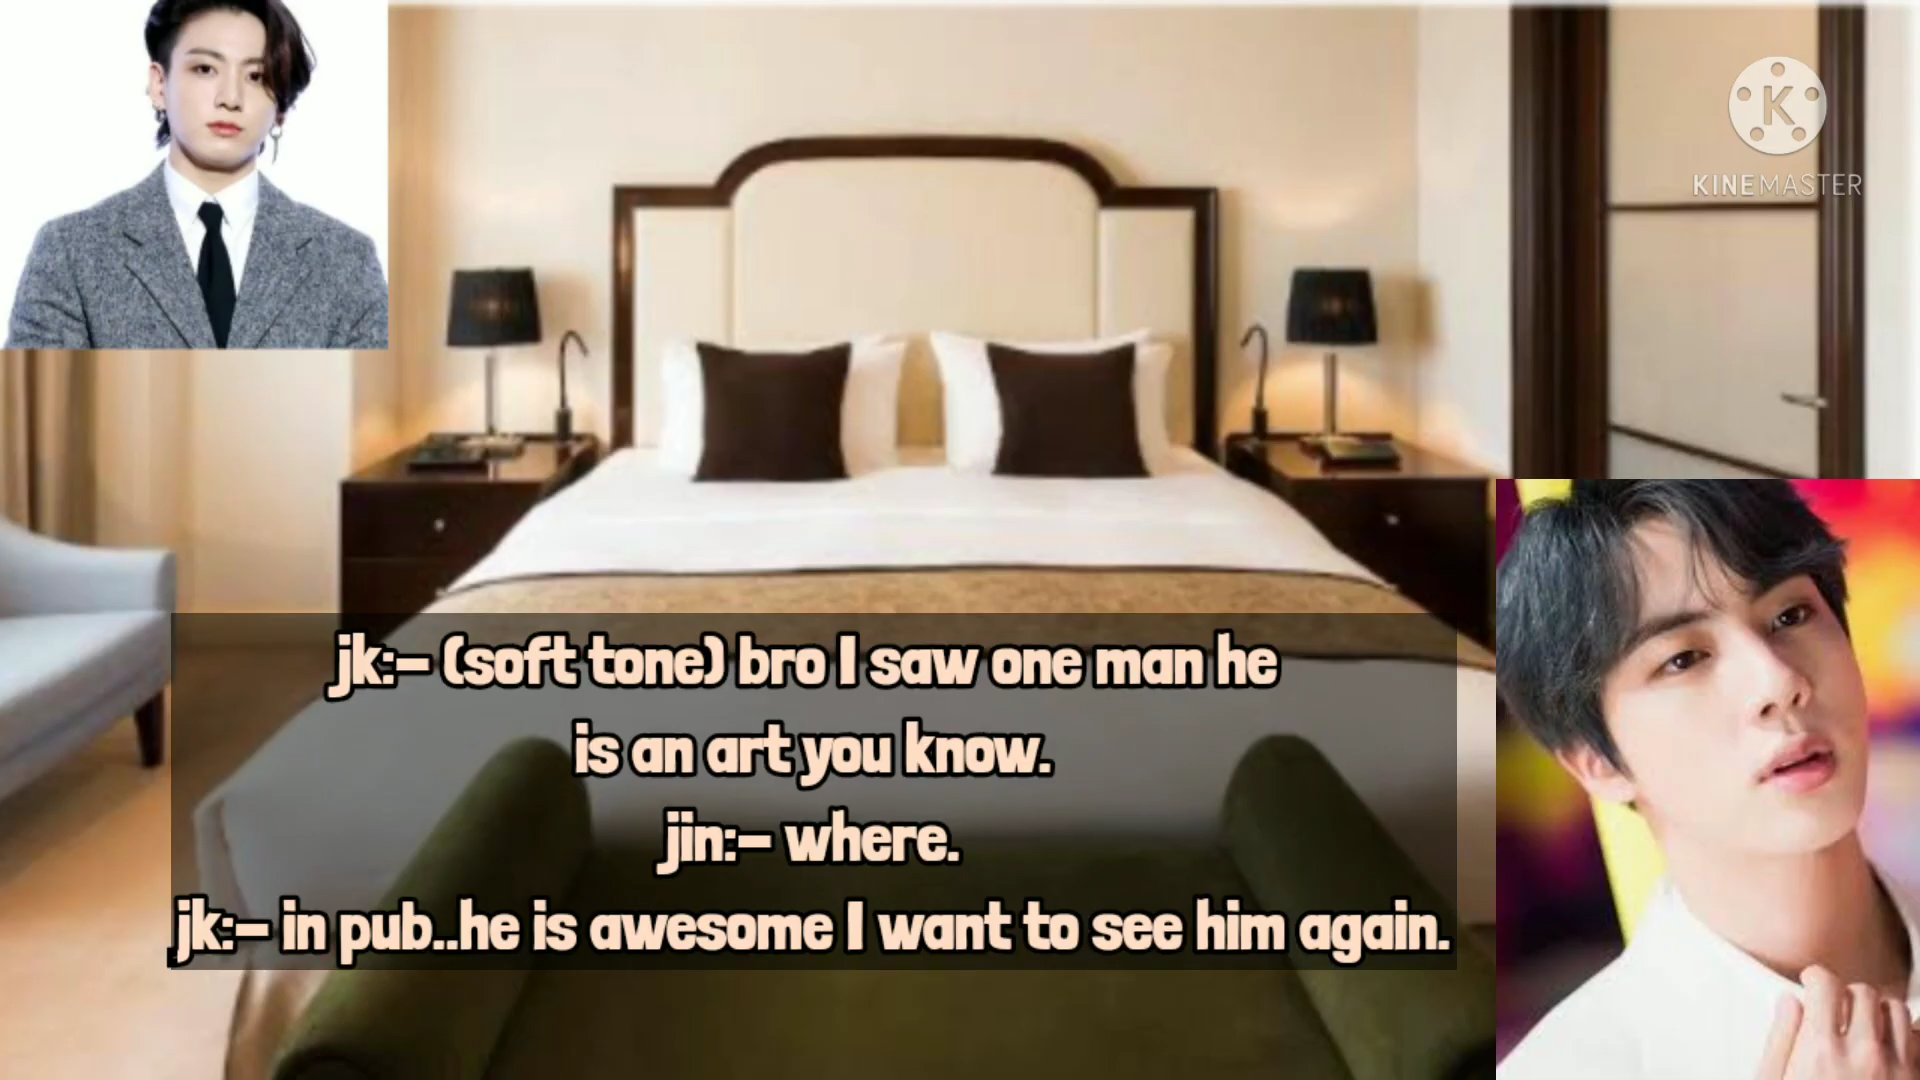 K
KINEMASTER
jk:– (soft tone) bro I saw one man he
is an art you know.
jin:– where.
jk:– in pub..he is awesome I want to see him again.